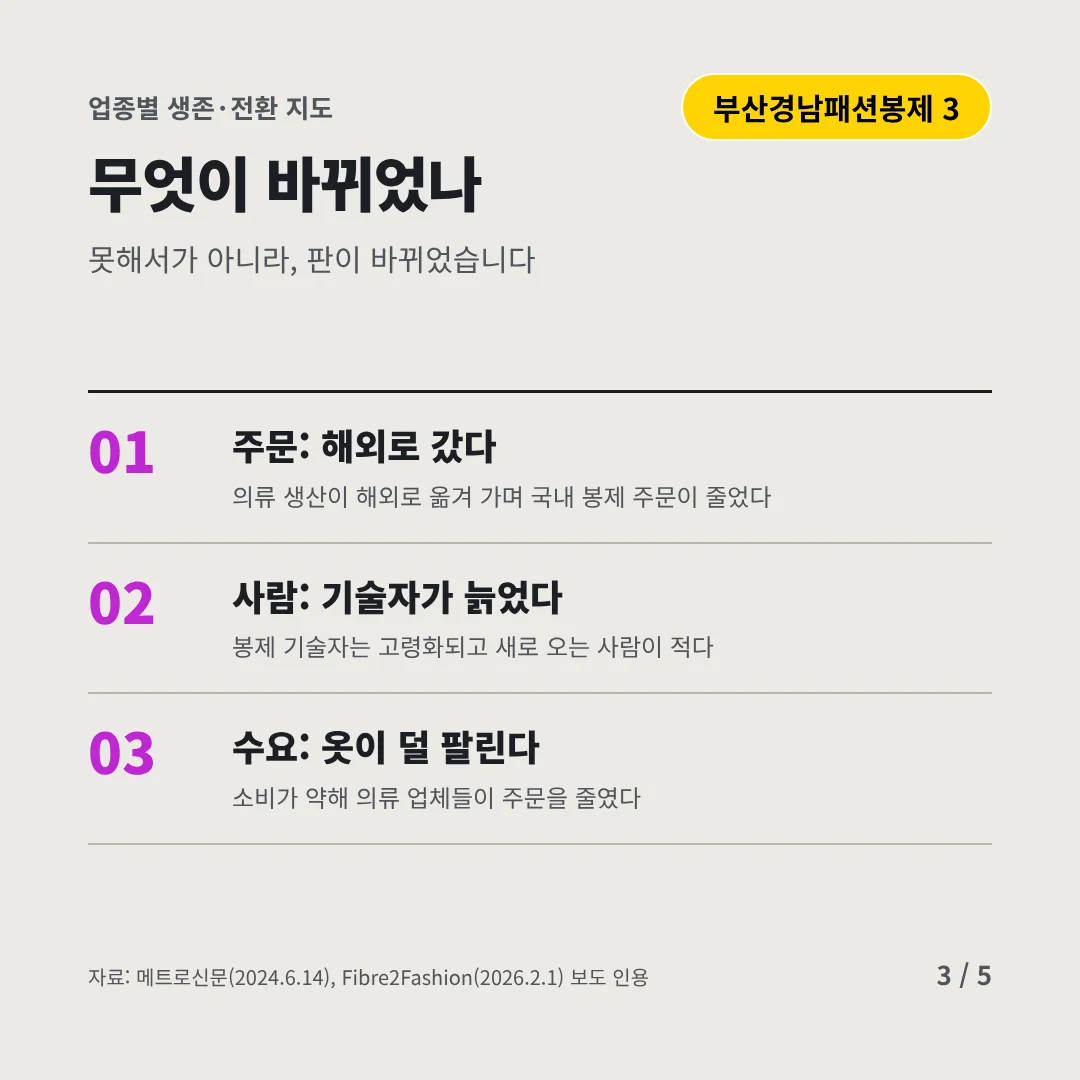 업종별 생존·전환 지도
부산경남패션봉제 3
무엇이 바뀌었나
못해서가 아니라, 판이 바뀌었습니다
01
주문: 해외로 갔다
의류 생산이 해외로 옮겨 가며 국내 봉제 주문이 줄었다
02
사람: 기술자가 늙었다
봉제 기술자는 고령화되고 새로 오는 사람이 적다
03
수요: 옷이 덜 팔린다
소비가 약해 의류 업체들이 주문을 줄였다
자료: 메트로신문(2024.6.14), Fibre2Fashion(2026.2.1) 보도 인용
3 / 5